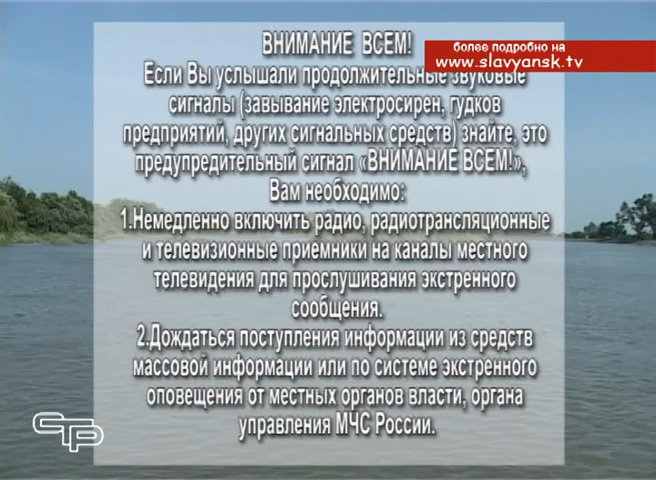 ВНИМАНИЕ ВСЕМ!
более подробно на
www.slavyansk.tv
Если Вы услышали продолжительные звуковые
сигналы (завывание электросирен, гудков
предприятий, других сигнальных средств) знайте, это
предупредительный сигнал «ВНИМАНИЕ ВСЕМ!»,
Вам необходимо:
1.Немедленно включить радио, радиотрансляционные
и телевизионные приемники на каналы местного
телевидения для прослушивания экстренного
сообщения.
2.Дождаться поступления информации из средств
массовой информации или по системе экстренного
оповещения от местных органов власти, органа
управления МЧС России.
СТР